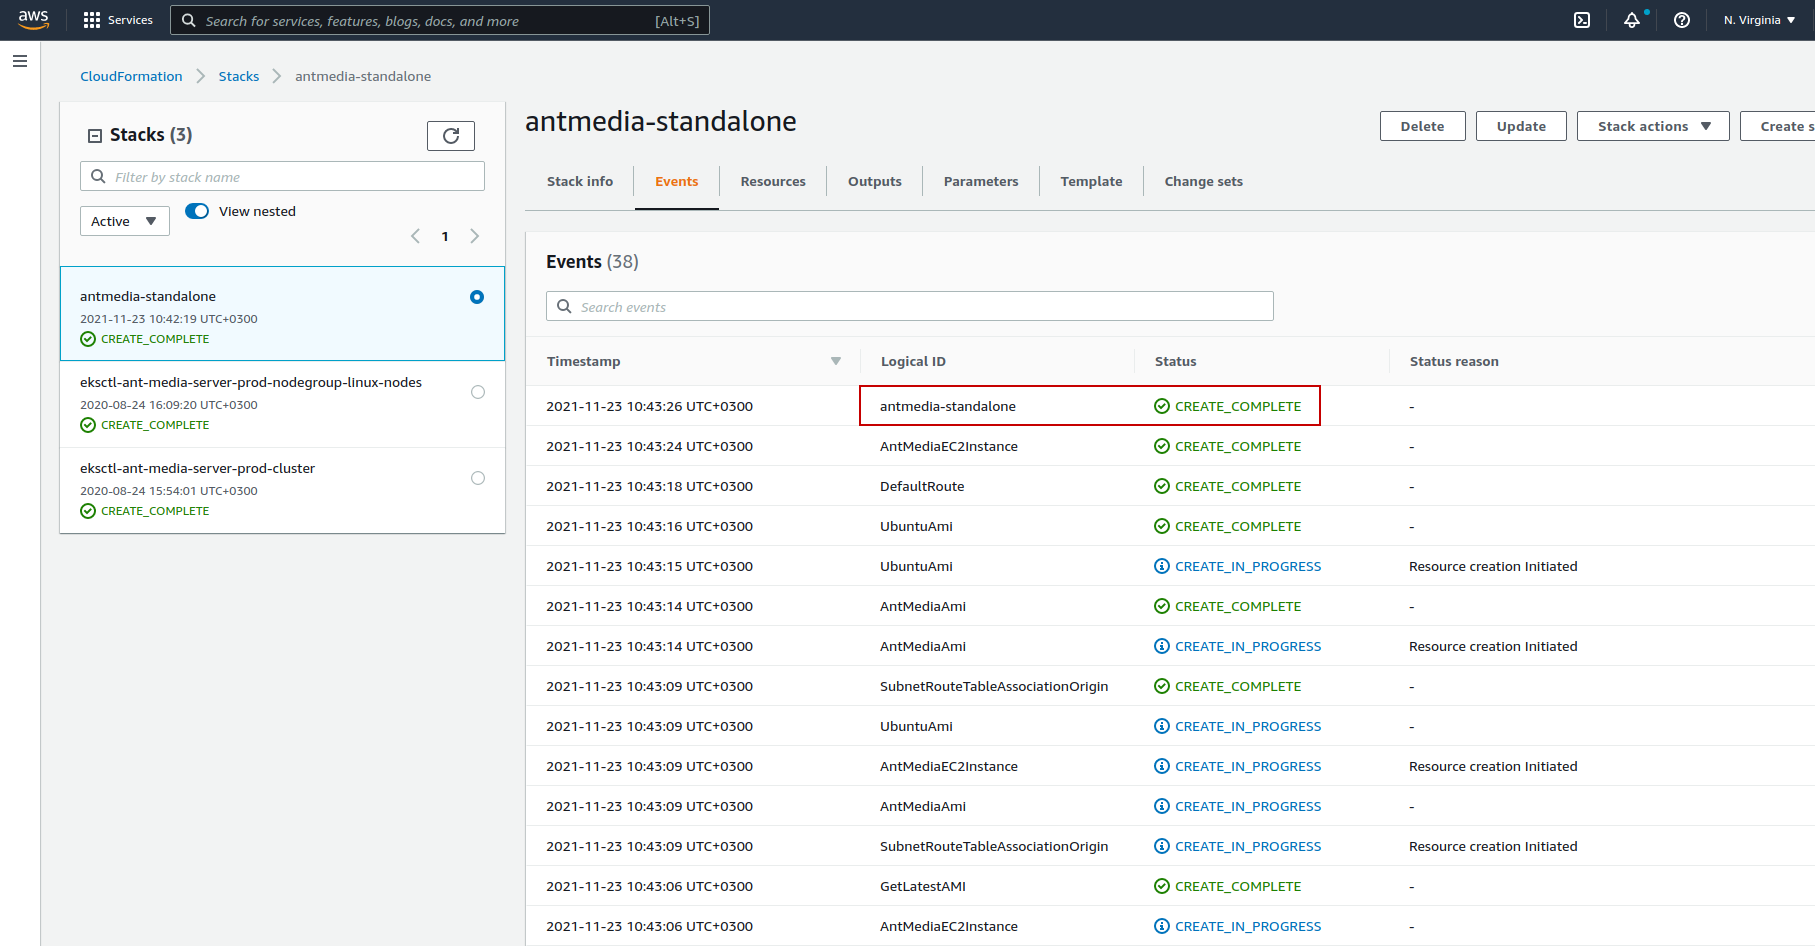 aws
Services
Search for services, features, blogs, docs, and more [Alt+S]
N. Virginia
CloudFormation Stacks antmedia-standalone
Stacks (3)
Filter by stack name
Active
View nested
1
antmedia-standalone
2021-11-23 10:42:19 UTC+0300
CREATE_COMPLETE
eksctl-ant-media-server-prod-nodegroup-linux-nodes
2020-08-24 16:09:20 UTC+0300
CREATE_COMPLETE
eksctl-ant-media-server-prod-cluster
2020-08-24 15:54:01 UTC+0300
CREATE_COMPLETE
antmedia-standalone
Delete Update Stack actions Create s
Stack info Events Resources Outputs Parameters Template Change sets
Events (38)
Search events
Timestamp Logical ID Status Status reason
2021-11-23 10:43:26 UTC+0300 antmedia-standalone CREATE_COMPLETE -
2021-11-23 10:43:24 UTC+0300 AntMediaEC2Instance CREATE_COMPLETE -
2021-11-23 10:43:18 UTC+0300 DefaultRoute CREATE_COMPLETE -
2021-11-23 10:43:16 UTC+0300 UbuntuAmi CREATE_COMPLETE -
2021-11-23 10:43:15 UTC+0300 UbuntuAmi CREATE_IN_PROGRESS Resource creation Initiated
2021-11-23 10:43:14 UTC+0300 AntMediaAmi CREATE_COMPLETE -
2021-11-23 10:43:14 UTC+0300 AntMediaAmi CREATE_IN_PROGRESS Resource creation Initiated
2021-11-23 10:43:09 UTC+0300 SubnetRouteTableAssociationOrigin CREATE_COMPLETE -
2021-11-23 10:43:09 UTC+0300 UbuntuAmi CREATE_IN_PROGRESS -
2021-11-23 10:43:09 UTC+0300 AntMediaEC2Instance CREATE_IN_PROGRESS Resource creation Initiated
2021-11-23 10:43:09 UTC+0300 AntMediaAmi CREATE_IN_PROGRESS -
2021-11-23 10:43:09 UTC+0300 SubnetRouteTableAssociationOrigin CREATE_IN_PROGRESS Resource creation Initiated
2021-11-23 10:43:06 UTC+0300 GetLatestAMI CREATE_COMPLETE -
2021-11-23 10:43:06 UTC+0300 AntMediaEC2Instance CREATE_IN_PROGRESS -